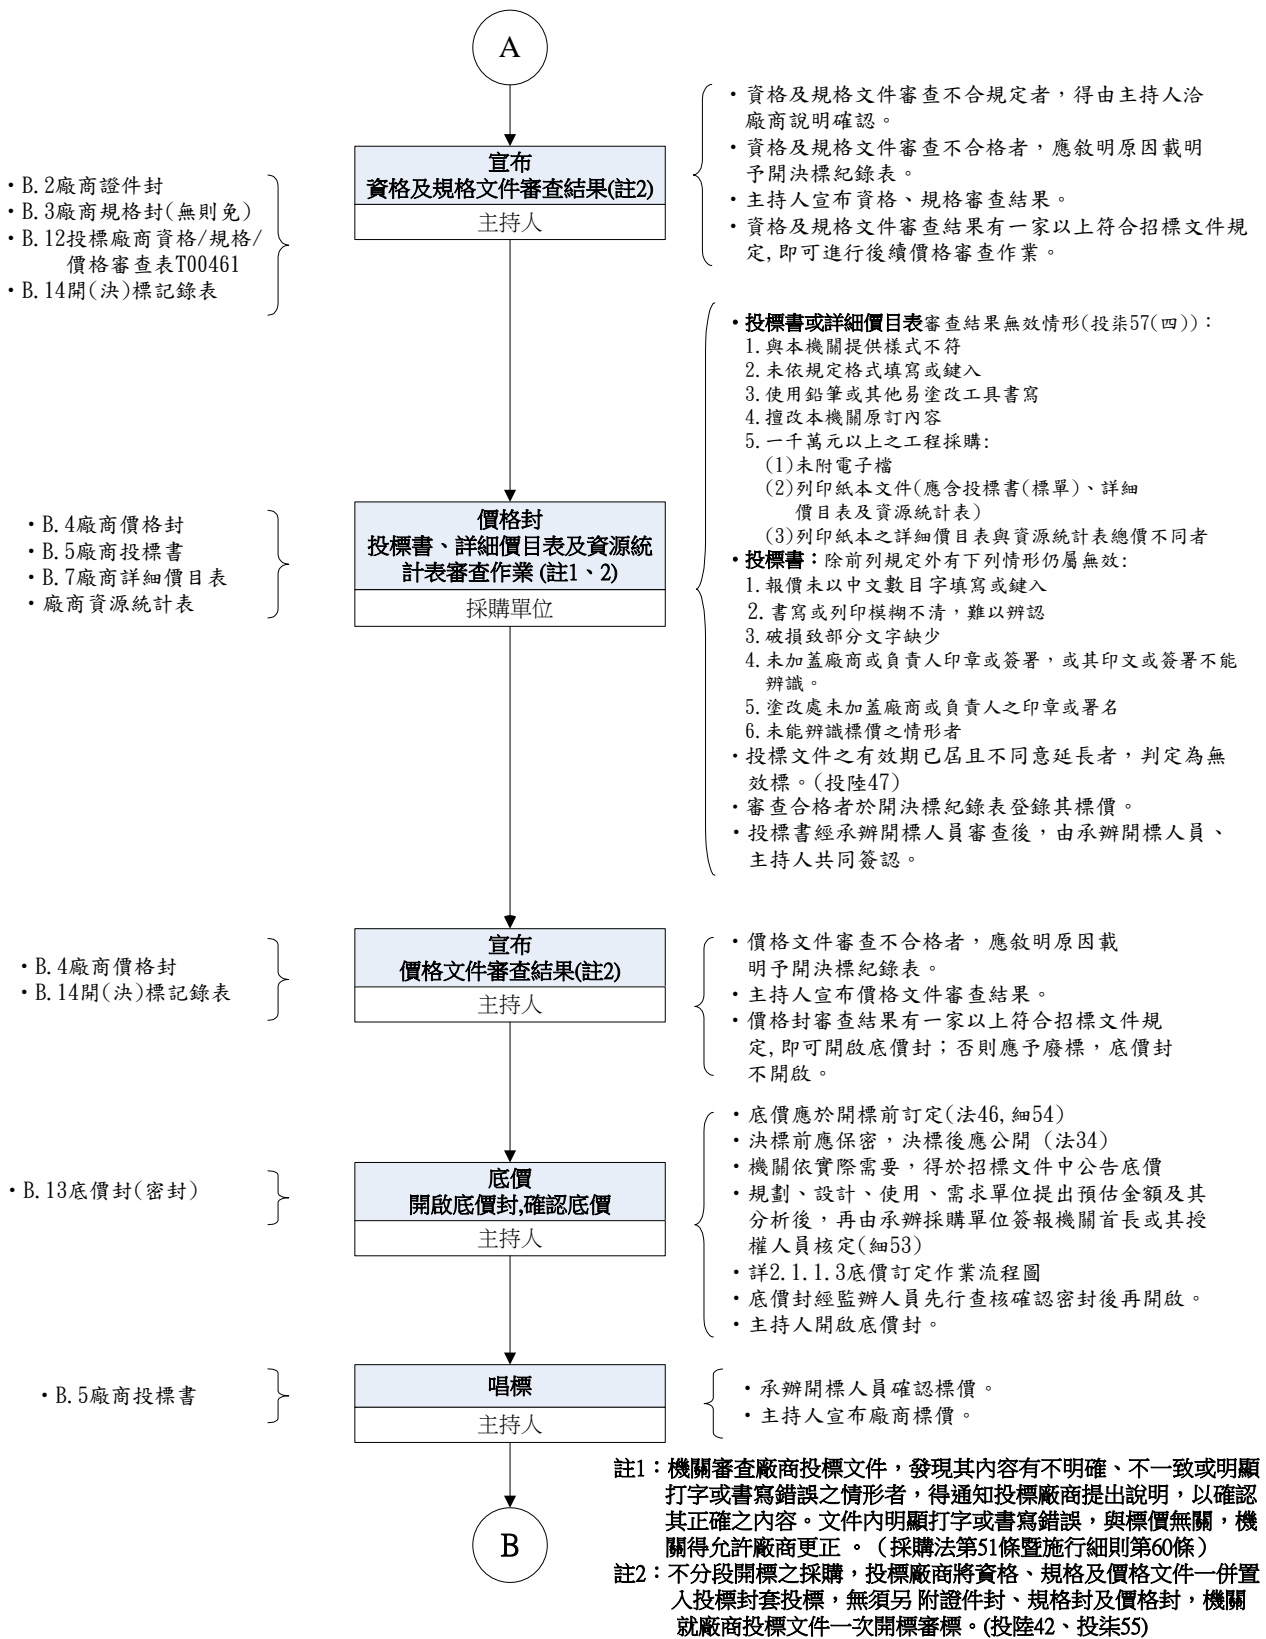 A
宣布
資格及規格文件審查結果(註2)
主持人
・B.2廠商證件封
・B.3廠商規格封(無則免)
・B.12投標廠商資格/規格/
價格審查表T00461
・B.14開(決)標記錄表
・資格及規格文件審查不合規定者，得由主持人洽
廠商說明確認。
・資格及規格文件審查不合格者，應敘明原因載明
予開決標紀錄表。
・主持人宣布資格、規格審查結果。
・資格及規格文件審查結果有一家以上符合招標文件規
定,即可進行後續價格審查作業。
價格封
投標書、詳細價目表及資源統
計表審查作業 (註1、2)
採購單位
・B.4廠商價格封
・B.5廠商投標書
・B.7廠商詳細價目表
・廠商資源統計表
・投標書或詳細價目表審查結果無效情形(投柒57(四))：
1.與本機關提供樣式不符
2.未依規定格式填寫或鍵入
3.使用鉛筆或其他易塗改工具書寫
4.擅改本機關原訂內容
5.一千萬元以上之工程採購:
(1)未附電子檔
(2)列印紙本文件(應含投標書(標單)、詳細
價目表及資源統計表)
(3)列印紙本之詳細價目表與資源統計表總價不同者
・投標書：除前列規定外有下列情形仍屬無效:
1.報價未以中文數目字填寫或鍵入
2.書寫或列印模糊不清，難以辨認
3.破損致部分文字缺少
4.未加蓋廠商或負責人印章或簽署，或其印文或簽署不能
辨識。
5.塗改處未加蓋廠商或負責人之印章或署名
6.未能辨識標價之情形者
・投標文件之有效期已屆且不同意延長者，判定為無
效標。(投陸47)
・審查合格者於開決標紀錄表登錄其標價。
・投標書經承辦開標人員審查後，由承辦開標人員、
主持人共同簽認。
宣布
價格文件審查結果(註2)
主持人
・B.4廠商價格封
・B.14開(決)標記錄表
・價格文件審查不合格者，應敘明原因載
明予開決標紀錄表。
・主持人宣布價格文件審查結果。
・價格封審查結果有一家以上符合招標文件規
定,即可開啟底價封；否則應予廢標，底價封
不開啟。
底價
開啟底價封,確認底價
主持人
・B.13底價封(密封)
・底價應於開標前訂定(法46,細54)
・決標前應保密，決標後應公開 (法34)
・機關依實際需要，得於招標文件中公告底價
・規劃、設計、使用、需求單位提出預估金額及其
分析後，再由承辦採購單位簽報機關首長或其授
權人員核定(細53)
・詳2.1.1.3底價訂定作業流程圖
・底價封經監辦人員先行查核確認密封後再開啟。
・主持人開啟底價封。
唱標
主持人
・B.5廠商投標書
・承辦開標人員確認標價。
・主持人宣布廠商標價。
B
註1：機關審查廠商投標文件，發現其內容有不明確、不一致或明顯
打字或書寫錯誤之情形者，得通知投標廠商提出說明，以確認
其正確之內容。文件內明顯打字或書寫錯誤，與標價無關，機
關得允許廠商更正 。（ 採購法第51條暨施行細則第60條）
註2：不分段開標之採購，投標廠商將資格、規格及價格文件一併置
入投標封套投標，無須另 附證件封、規格封及價格封，機關
就廠商投標文件一次開標審標。(投陸42、投柒55)